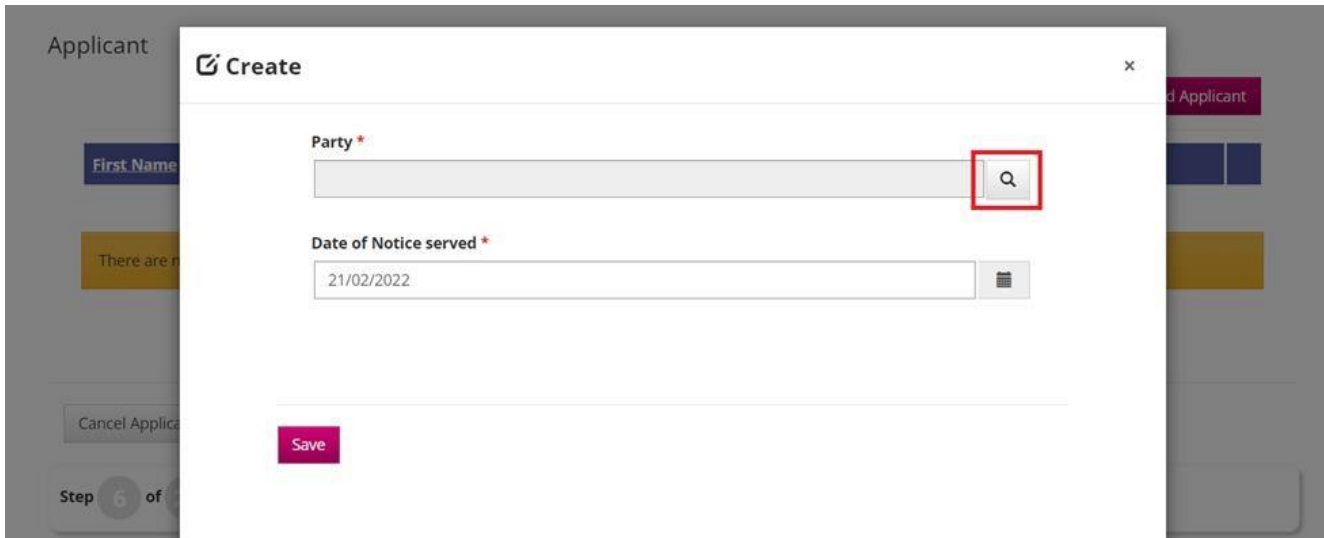 Applicant
Create
×
d Applicant
Party *
First Name
Date of Notice served *
There are n
21/02/2022
Cancel Applica
Save
Step 6 of